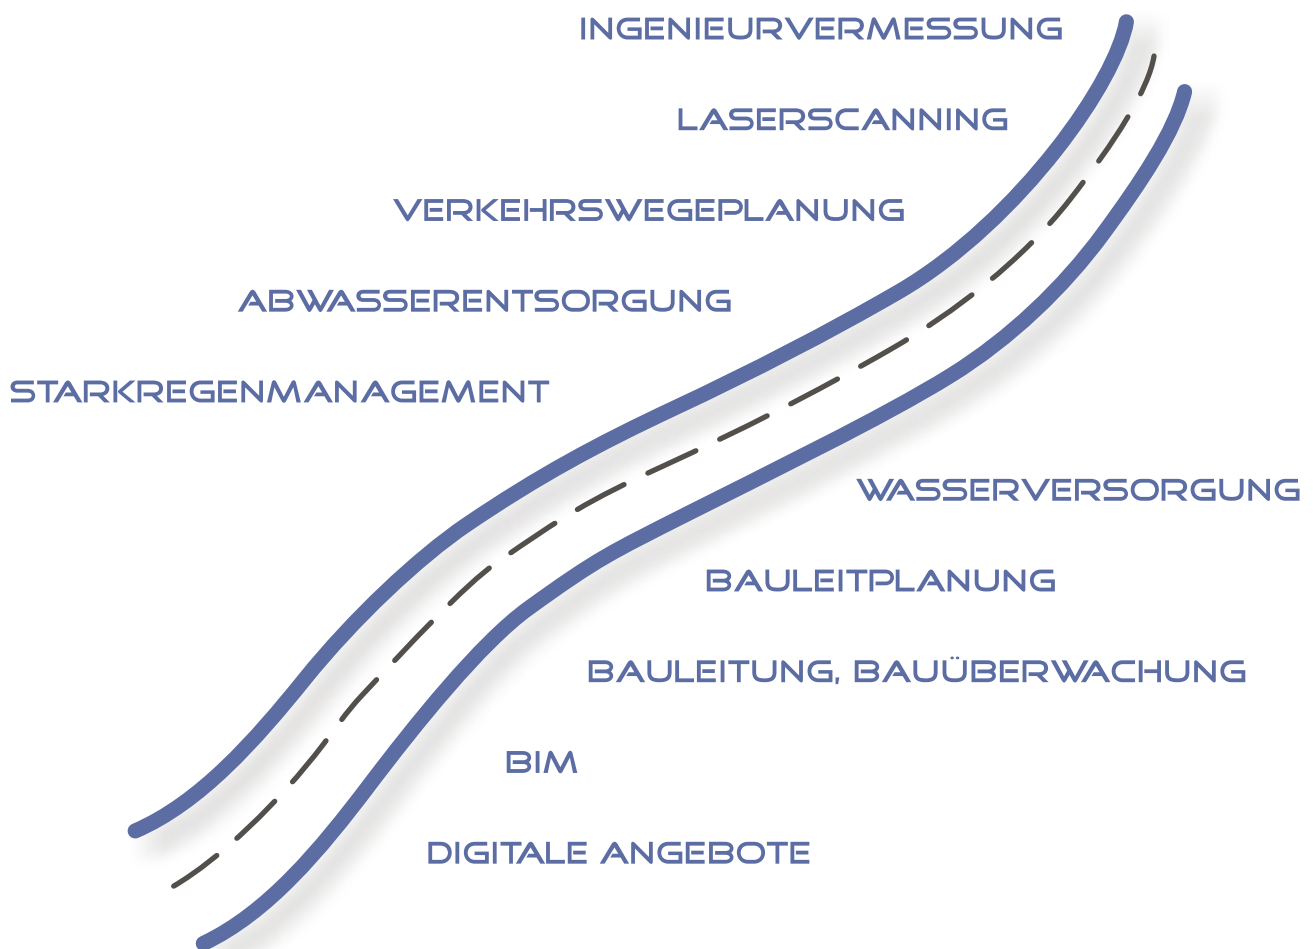 INGENIEURVERMESSUNG
LASERSCANNING
VERKEHRSWEGEPLANUNG
ABWASSERENTSORGUNG
STARKREGENMANAGEMENT
WASSERVERSORGUNG
BAULEITPLANUNG
BAULEITUNG, BAUÜBERWACHUNG
BIM
DIGITALE ANGEBOTE